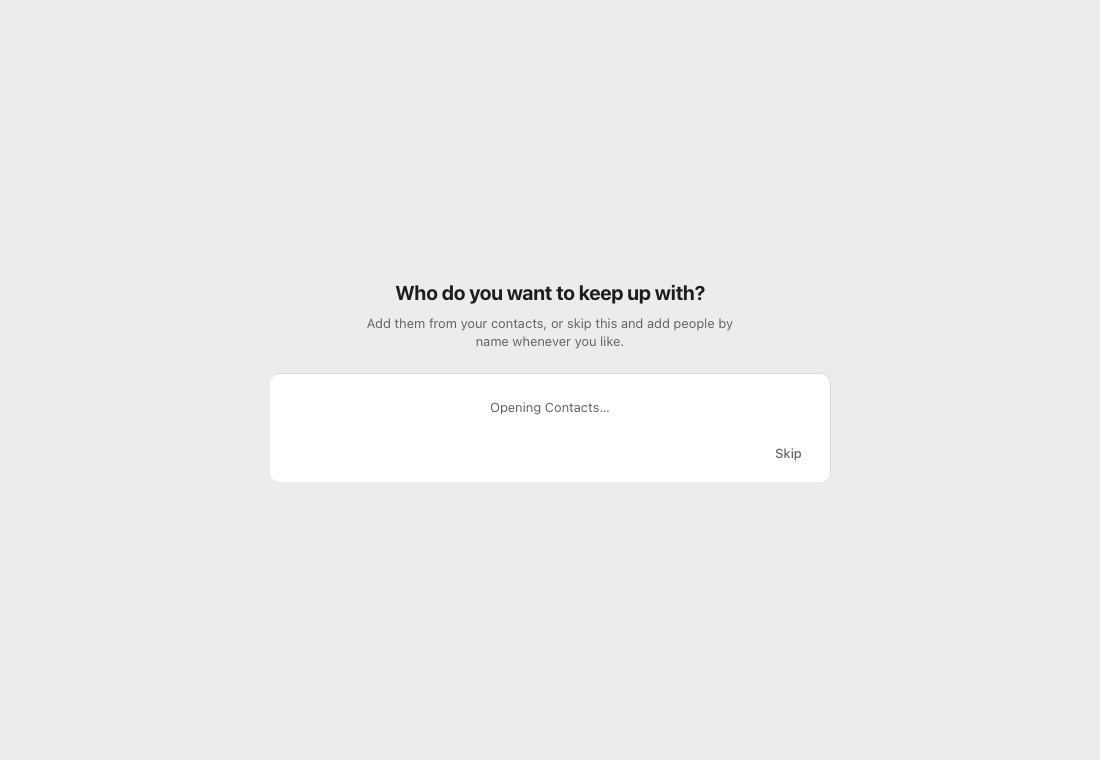 Who do you want to keep up with?
Add them from your contacts, or skip this and add people by
name whenever you like.
Opening Contacts…
Skip